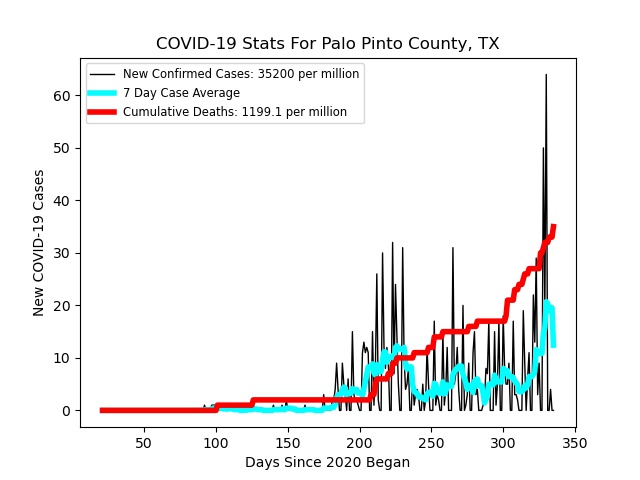 COVID-19 Stats For Palo Pinto County, TX
New Confirmed Cases: 35200 per million
7 Day Case Average
Cumulative Deaths: 1199.1 per million
New COVID-19 Cases
60
50
40
30
20
10
0
50
100
150
200
250
300
350
Days Since 2020 Began